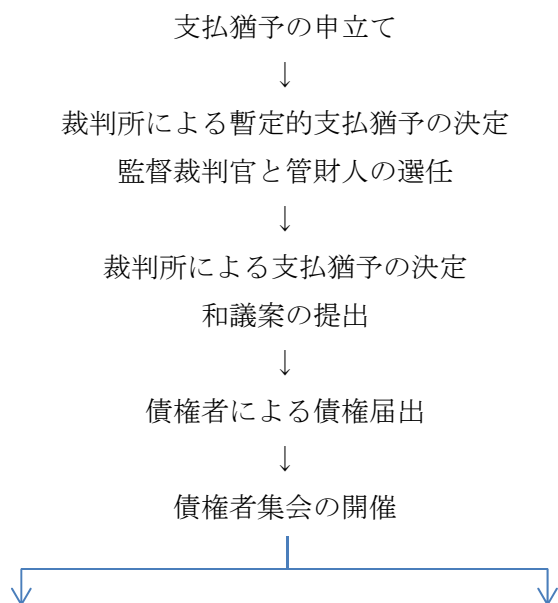 支払猶予の申立て
↓
裁判所による暫定的支払猶予の決定
監督裁判官と管財人の選任
↓
裁判所による支払猶予の決定
和議案の提出
↓
債権者による債権届出
↓
債権者集会の開催